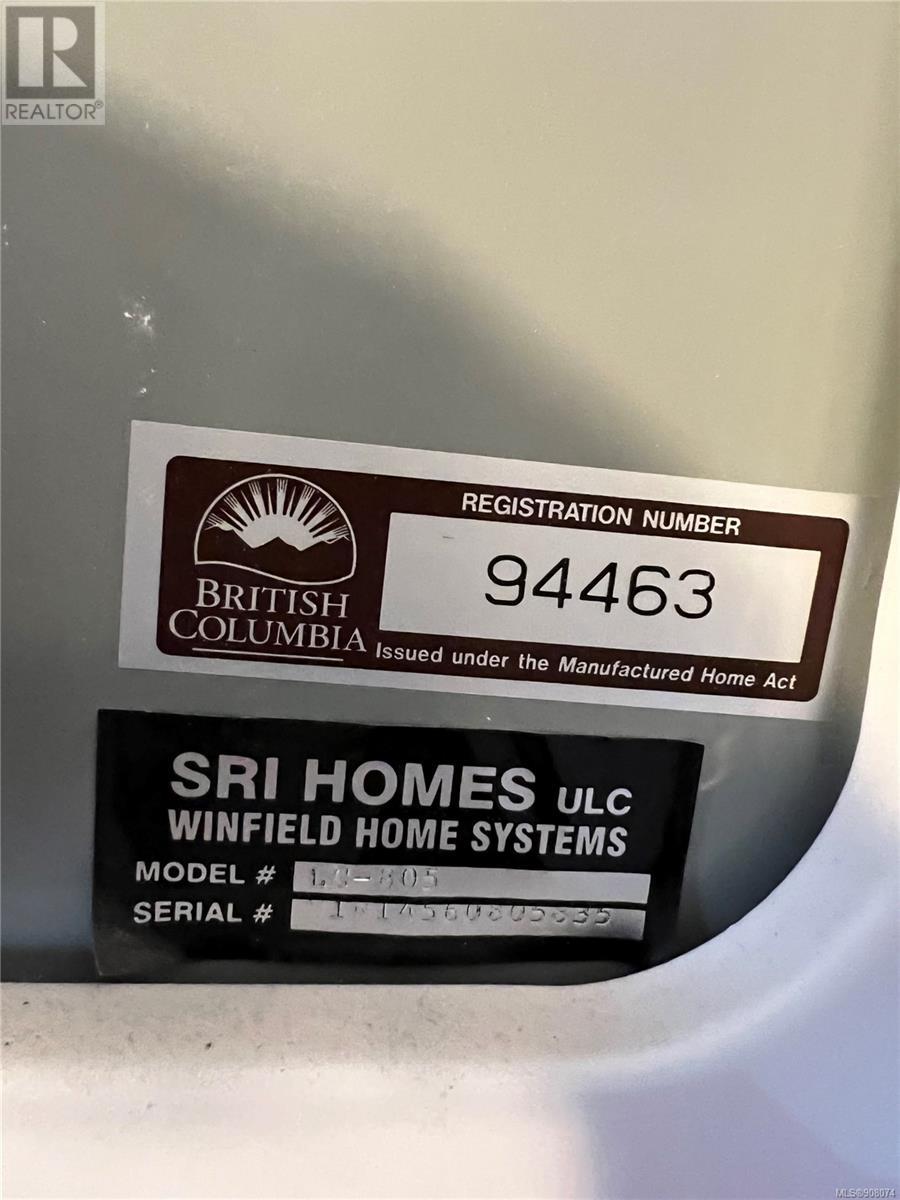 REALTOR®
REGISTRATION NUMBER
94463
BRITISH
COLUMBIA
Issued under the Manufactured Home Act
SRI HOMES ULC
WINFIELD HOME SYSTEMS
MODEL #
SERIAL #
MLS®908074